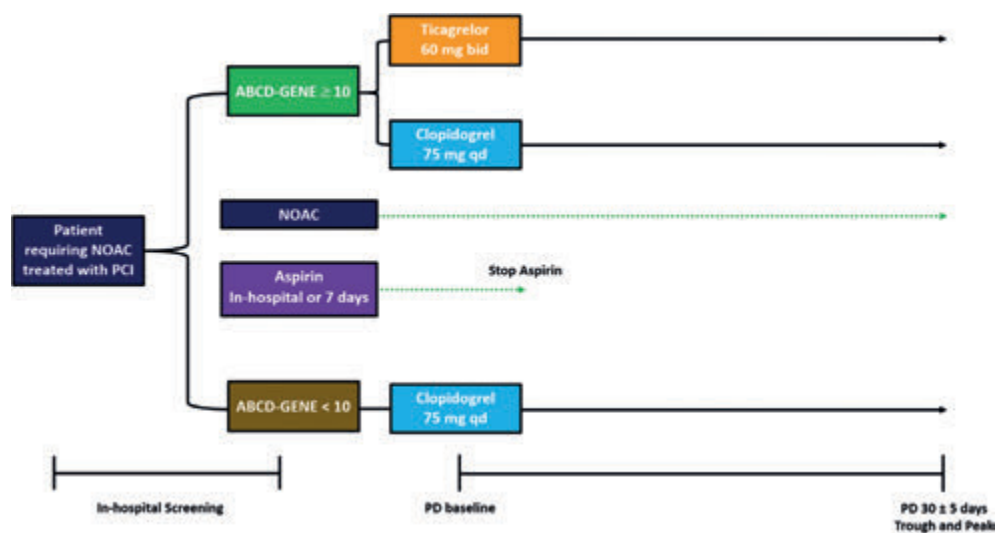 Ticagrelor
60 mg bid
ABCD-GENE ≥ 10
Clopidogrel
75 mg qd
NOAC
Patient
requiring NOAC
treated with PCI
Stop Aspirin
Aspirin
In-hospital or 7 days
ABCD-GENE < 10
Clopidogrel
75 mg qd
In-hospital Screening
PD baseline
PD 30 ± 5 days
Trough and Peak